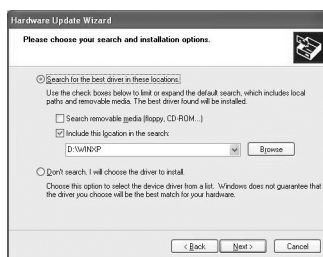 Hardware Update Wizard
Please choose your search and installation options.
Search for the best driver in these locations.
Use the check boxes below to limit or expand the default search, which includes local
paths and removable media. The best driver found will be installed.
Search removable media (floppy, CD-ROM...)
Include this location in the search:
D:\WINXP
Browse
Don't search. I will choose the driver to install.
Choose this option to select the device driver from a list. Windows does not guarantee that
the driver you choose will be the best match for your hardware.
< Back
Next >
Cancel